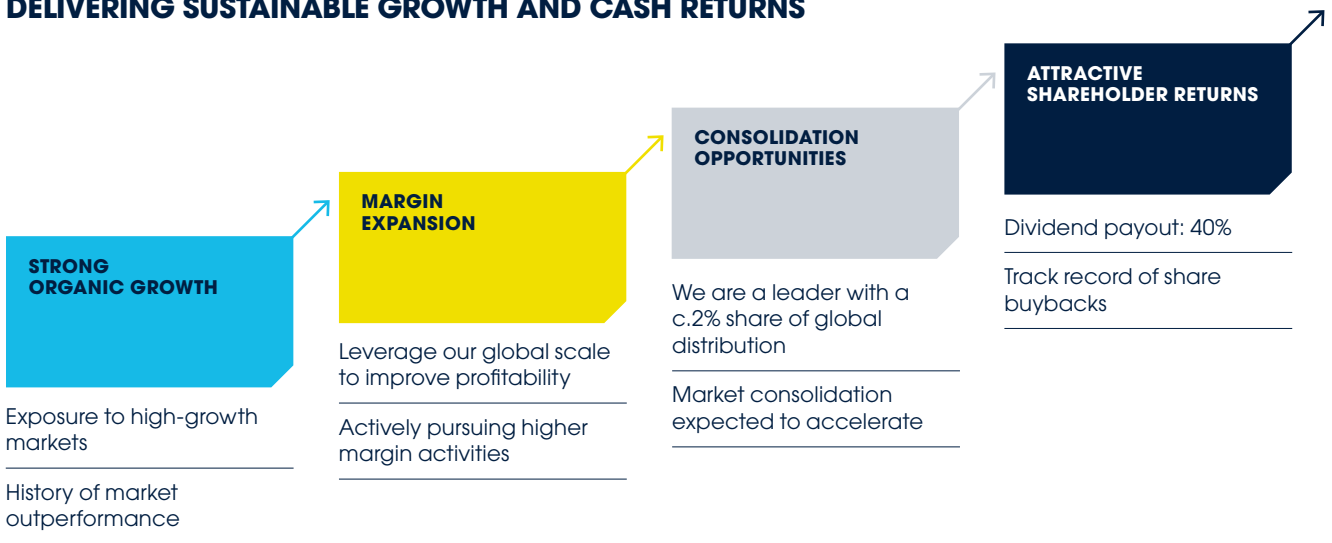 DELIVERING SUSTAINABLE GROWTH AND CASH RETURNS
STRONG
ORGANIC GROWTH
Exposure to high-growth
markets
History of market
outperformance
MARGIN
EXPANSION
Leverage our global scale
to improve profitability
Actively pursuing higher
margin activities
CONSOLIDATION
OPPORTUNITIES
We are a leader with a
c.2% share of global
distribution
Market consolidation
expected to accelerate
ATTRACTIVE
SHAREHOLDER RETURNS
Dividend payout: 40%
Track record of share
buybacks